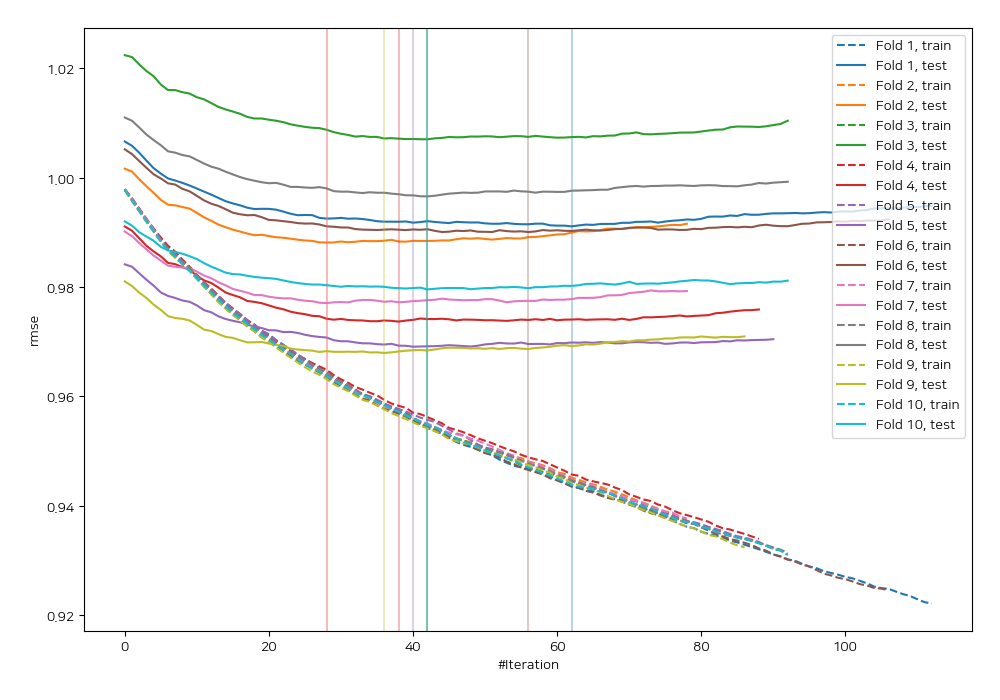 1.02
1.00
0.98
0.96
0.94
0.92
rmse
0
20
40
60
80
100
#Iteration
Fold 1, train
Fold 1, test
Fold 2, train
Fold 2, test
Fold 3, train
Fold 3, test
Fold 4, train
Fold 4, test
Fold 5, train
Fold 5, test
Fold 6, train
Fold 6, test
Fold 7, train
Fold 7, test
Fold 8, train
Fold 8, test
Fold 9, train
Fold 9, test
Fold 10, train
Fold 10, test